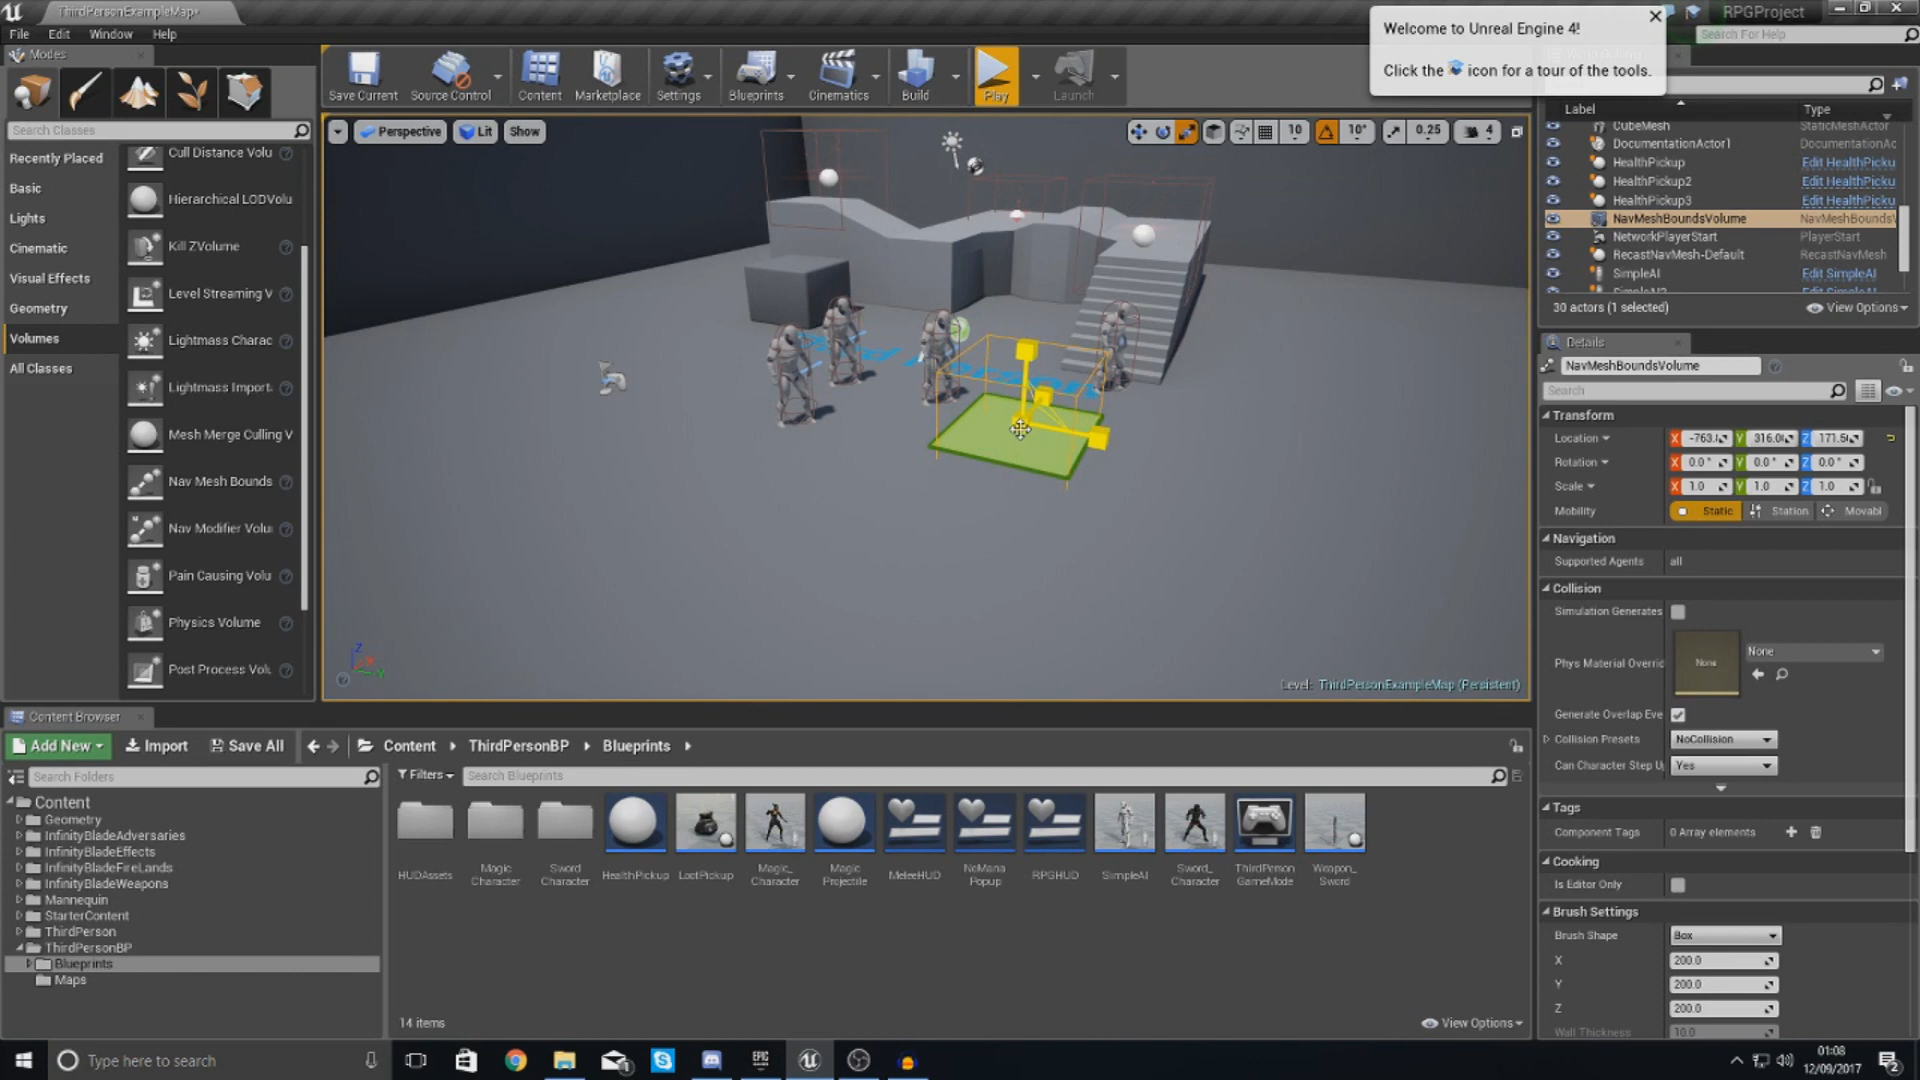 ThirdPersonExampleMap*
RPGProject
File Edit Window Help
Search For Help
Welcome to Unreal Engine 4!
Click the icon for a tour of the tools.
Modes
Save Current
Source Control
Content
Marketplace
Settings
Blueprints
Cinematics
Build
Play
Launch
Search Classes
Recently Placed
Basic
Lights
Cinematic
Visual Effects
Geometry
Volumes
All Classes
Cull Distance Volu
Hierarchical LODVolu
Kill ZVolume
Level Streaming V
Lightmass Charac
Lightmass Import
Mesh Merge Culling V
Nav Mesh Bounds
Nav Modifier Volu
Pain Causing Volu
Physics Volume
Post Process Vol
Perspective
Lit
Show
10
10°
0.25
4
Level: ThirdPersonExampleMap (Persistent)
Label Type
CubeMesh StaticMeshActor
DocumentationActor1 DocumentationAc
HealthPickup Edit HealthPicku
HealthPickup2 Edit HealthPicku
HealthPickup3 Edit HealthPicku
NavMeshBoundsVolume NavMeshBoundsV
NetworkPlayerStart PlayerStart
RecastNavMesh-Default RecastNavMesh
SimpleAI Edit SimpleAI
30 actors (1 selected) View Options
Details
NavMeshBoundsVolume
Search
Transform
Location X -763. Y 316.0 Z 171.5
Rotation X 0.0° Y 0.0° Z 0.0°
Scale X 1.0 Y 1.0 Z 1.0
Mobility Static Station Movabl
Navigation
Supported Agents all
Collision
Simulation Generates
Phys Material Overric None None
Generate Overlap Eve
Collision Presets NoCollision
Can Character Step U Yes
Tags
Component Tags 0 Array elements
Cooking
Is Editor Only
Brush Settings
Brush Shape Box
X 200.0
Y 200.0
Z 200.0
Wall Thickness 10.0
Content Browser
Add New Import Save All Content ThirdPersonBP Blueprints
Search Folders
Filters Search Blueprints
Content
Geometry
InfinityBladeAdversaries
InfinityBladeEffects
InfinityBladeFireLands
InfinityBladeWeapons
Mannequin
StarterContent
ThirdPerson
ThirdPersonBP
Blueprints
Maps
HUDAssets
Magic Character
Sword Character
HealthPickup
LootPickup
Magic_ Character
Magic Projectile
MeleeHUD
NoMana Popup
RPGHUD
SimpleAI
Sword_ Character
ThirdPerson GameMode
Weapon_ Sword
14 items View Options
Type here to search
EPIC
01:08
12/09/2017
2